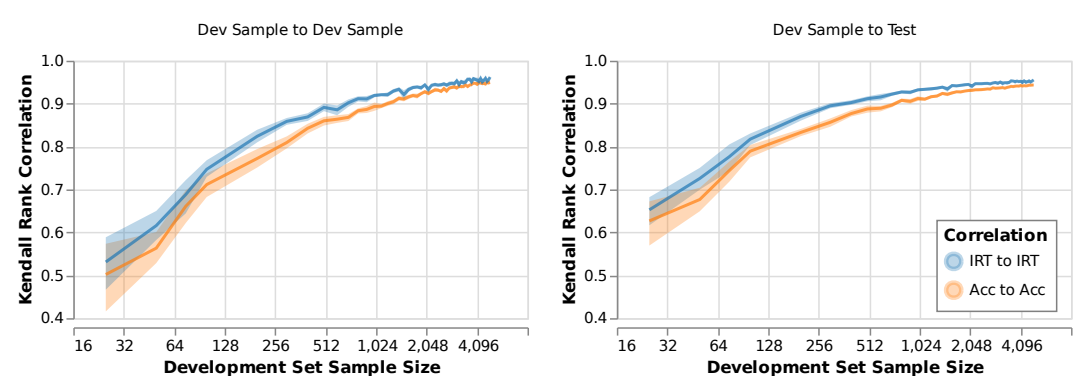 Dev Sample to Dev Sample
Kendall Rank Correlation
1.0
0.9
0.8
0.7
0.6
0.5
0.4
16 32 64 128 256 512 1,024 2,048 4,096
Development Set Sample Size
Dev Sample to Test
Kendall Rank Correlation
1.0
0.9
0.8
0.7
0.6
0.5
0.4
Correlation
IRT to IRT
Acc to Acc
16 32 64 128 256 512 1,024 2,048 4,096
Development Set Sample Size